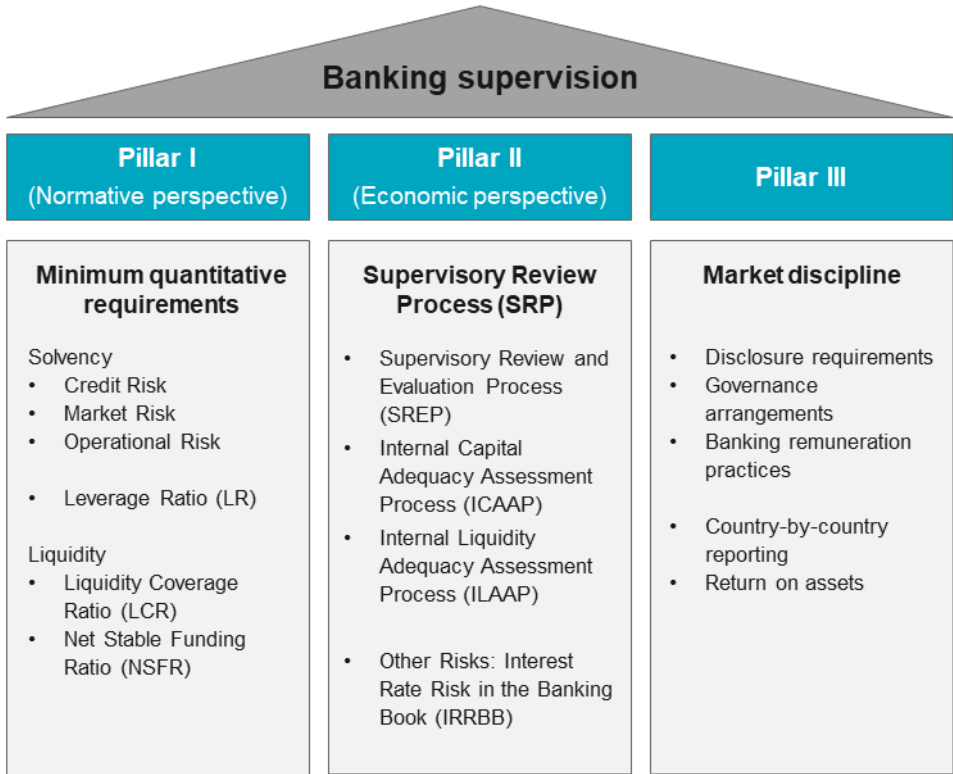 Banking supervision
Pillar I
(Normative perspective)
Pillar II
(Economic perspective)
Pillar III
Minimum quantitative
requirements
Solvency
• Credit Risk
• Market Risk
• Operational Risk
• Leverage Ratio (LR)
Liquidity
• Liquidity Coverage
Ratio (LCR)
• Net Stable Funding
Ratio (NSFR)
Supervisory Review
Process (SRP)
• Supervisory Review and
Evaluation Process
(SREP)
• Internal Capital
Adequacy Assessment
Process (ICAAP)
• Internal Liquidity
Adequacy Assessment
Process (ILAAP)
• Other Risks: Interest
Rate Risk in the Banking
Book (IRRBB)
Market discipline
• Disclosure requirements
• Governance
arrangements
• Banking remuneration
practices
• Country-by-country
reporting
• Return on assets